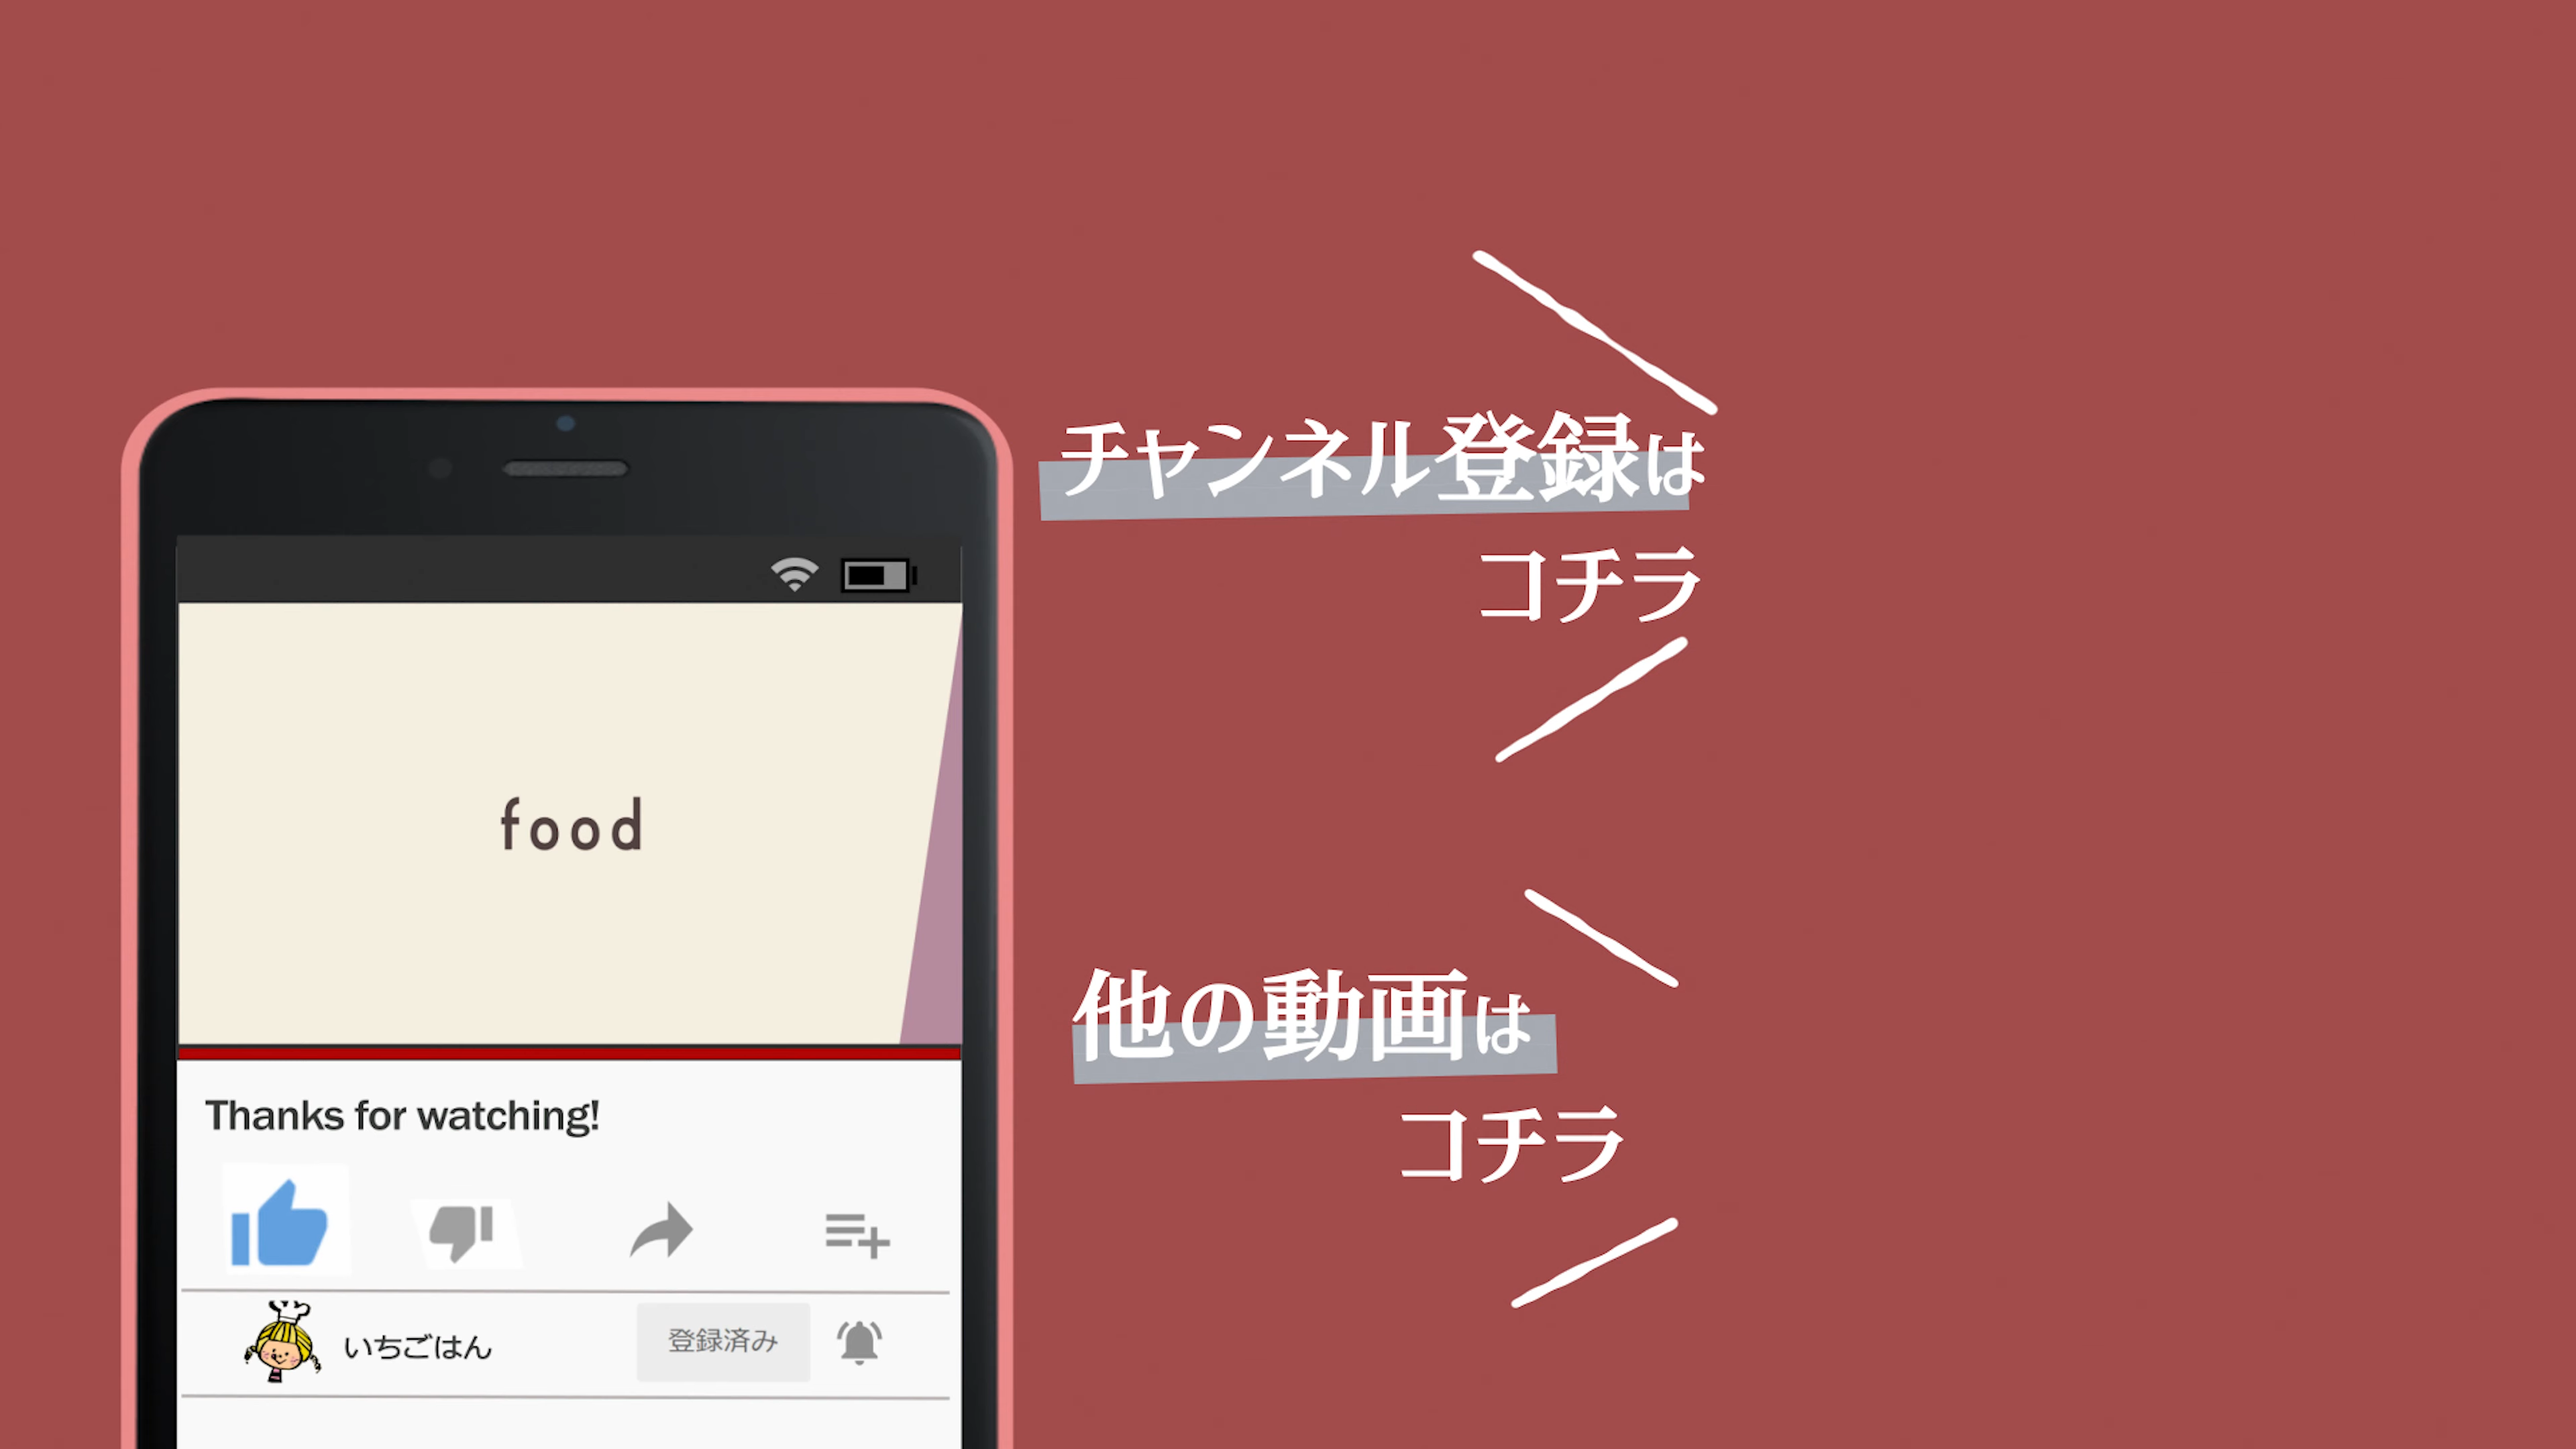 food
Thanks for watching!
いちごはん
登録済み
チャンネル登録は
コチラ
他の動画は
コチラ